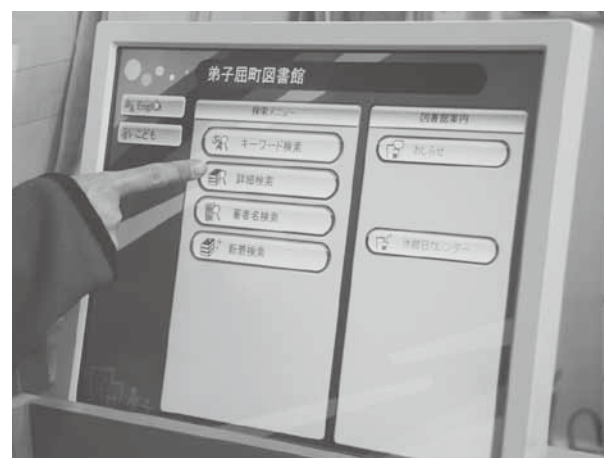 弟子屈町図書館
English
こども
検索メニュー
キーワード検索
詳細検索
著者名検索
新着検索
図書館案内
おしらせ
休館日カレンダー